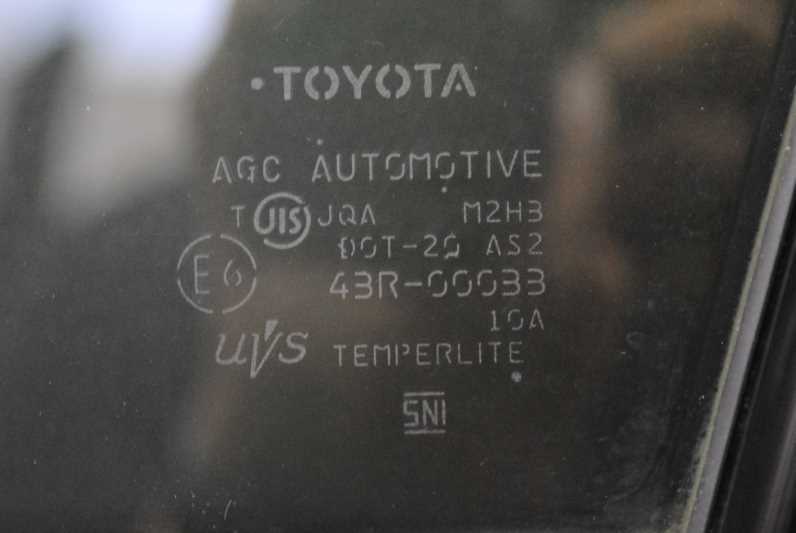 TOYOTA
AGC AUTOMOTIVE
T JIS JQA M2H3
DOT-20 AS2
E6 43R-00033
10A
UVS TEMPERLITE
SNI